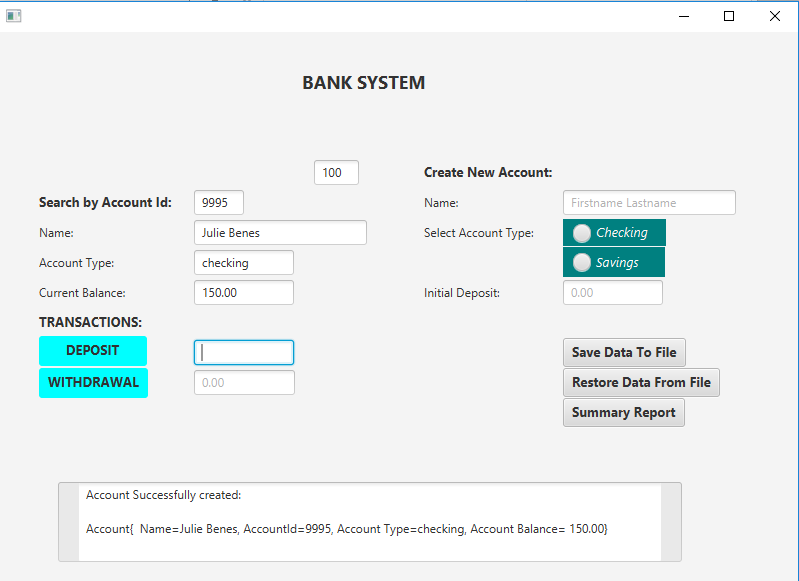 BANK SYSTEM
100
Create New Account:
Search by Account Id: 9995
Name: Firstname Lastname
Name: Julie Benes
Select Account Type: Checking
Account Type: checking
Savings
Current Balance: 150.00
Initial Deposit: 0.00
TRANSACTIONS:
DEPOSIT
Save Data To File
WITHDRAWAL 0.00
Restore Data From File
Summary Report
Account Successfully created:
Account{ Name=Julie Benes, AccountId=9995, Account Type=checking, Account Balance= 150.00}